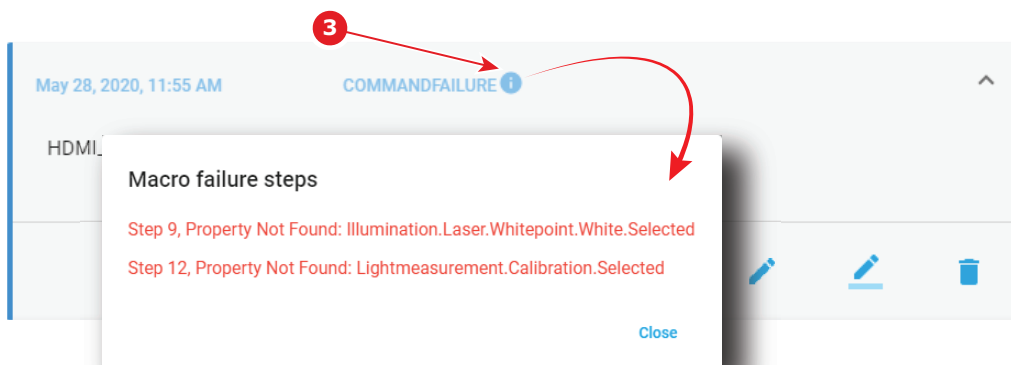 3
May 28, 2020, 11:55 AM COMMANDFAILURE i
HDMI_
Macro failure steps
Step 9, Property Not Found: Illumination.Laser.Whitepoint.White.Selected
Step 12, Property Not Found: Lightmeasurement.Calibration.Selected
Close